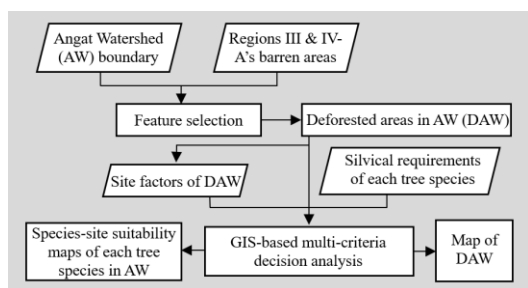 Angat Watershed
(AW) boundary
Regions III & IV-
A's barren areas
Feature selection
Deforested areas in AW (DAW)
Site factors of DAW
Silvical requirements
of each tree species
Species-site suitability
maps of each tree
species in AW
GIS-based multi-criteria
decision analysis
Map of
DAW